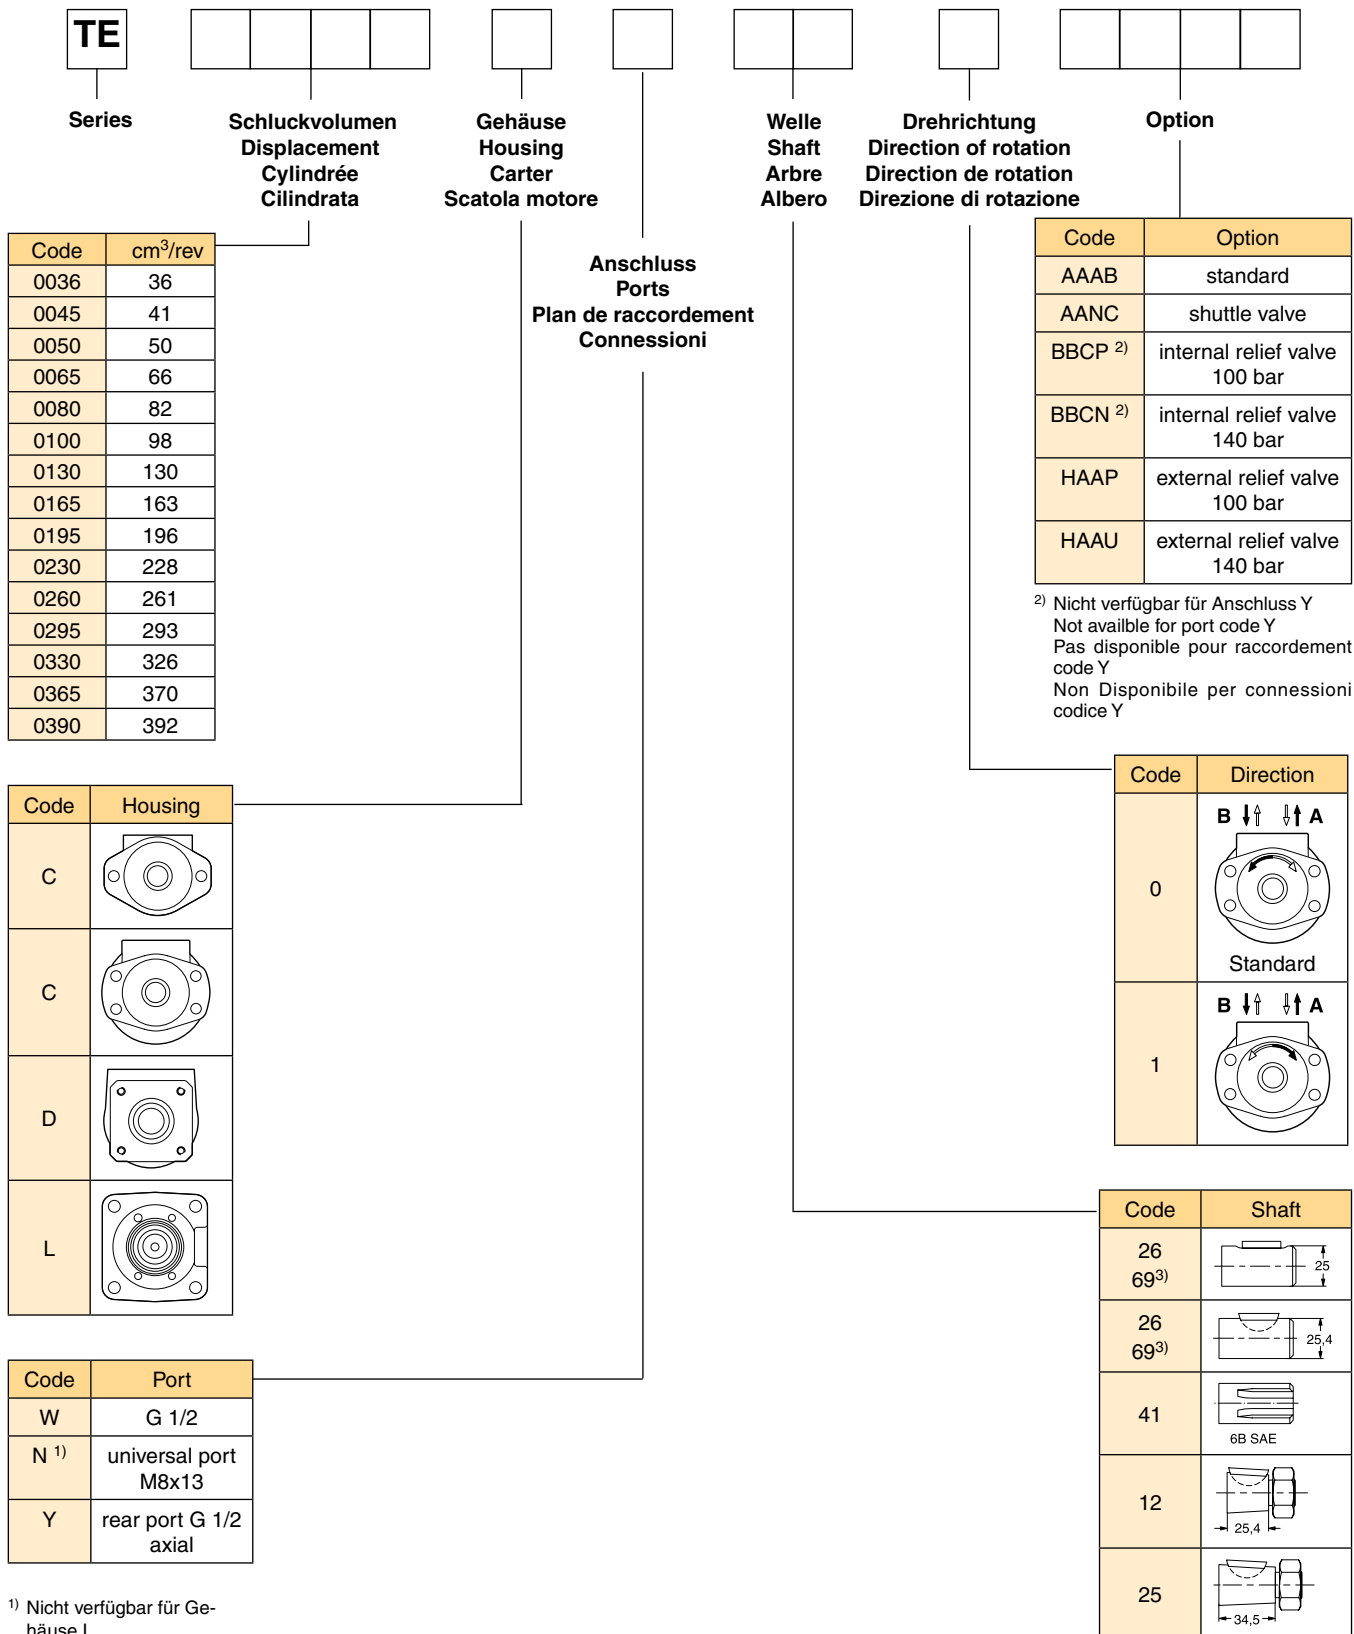 TE
Series
Schluckvolumen
Displacement
Cylindrée
Cilindrata
Gehäuse
Housing
Carter
Scatola motore
Anschluss
Ports
Plan de raccordement
Connessioni
Welle
Shaft
Arbre
Albero
Drehrichtung
Direction of rotation
Direction de rotation
Direzione di rotazione
Option
Code cm³/rev
0036 36
0045 41
0050 50
0065 66
0080 82
0100 98
0130 130
0165 163
0195 196
0230 228
0260 261
0295 293
0330 326
0365 370
0390 392
Code Option
AAAB standard
AANC shuttle valve
BBCP ²⁾ internal relief valve
100 bar
BBCN ²⁾ internal relief valve
140 bar
HAAP external relief valve
100 bar
HAAU external relief valve
140 bar
²⁾ Nicht verfügbar für Anschluss Y
Not availble for port code Y
Pas disponible pour raccordement
code Y
Non Disponibile per connessioni
codice Y
Code Housing
C
C
D
L
Code Direction
B A
0
Standard
B A
1
Code Shaft
26
69³⁾
25
26
69³⁾
25,4
41
6B SAE
12
25,4
25
34,5
Code Port
W G 1/2
N ¹⁾ universal port
M8x13
Y rear port G 1/2
axial
¹⁾ Nicht verfügbar für Ge-
häuse L